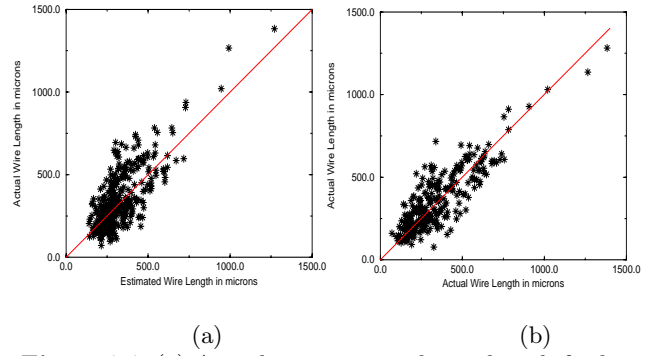 1500.0
1000.0
500.0
0.0
Actual Wire Length in microns
0.0 500.0 1000.0 1500.0
Estimated Wire Length in microns
(a)
1500.0
1000.0
500.0
0.0
Actual Wire Length in microns
0.0 500.0 1000.0 1500.0
Actual Wire Length in microns
(b)